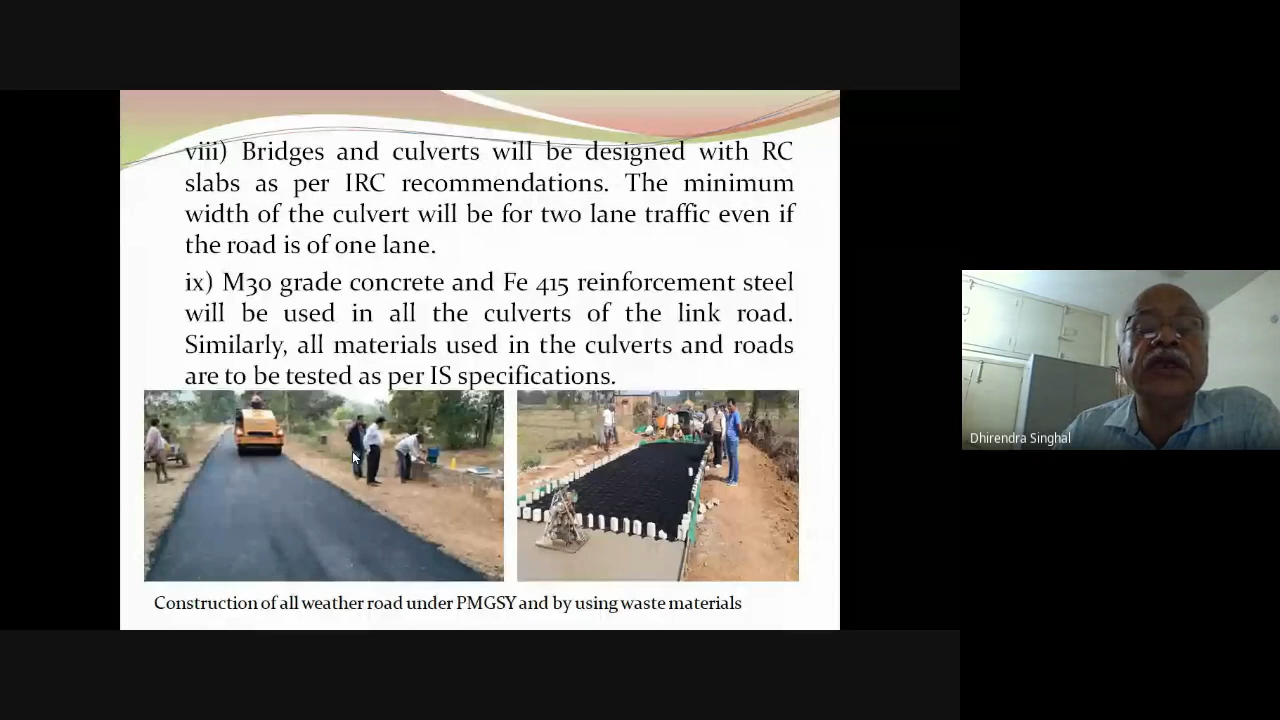 viii) Bridges and culverts will be designed with RC
slabs as per IRC recommendations. The minimum
width of the culvert will be for two lane traffic even if
the road is of one lane.
ix) M30 grade concrete and Fe 415 reinforcement steel
will be used in all the culverts of the link road.
Similarly, all materials used in the culverts and roads
are to be tested as per IS specifications.
Construction of all weather road under PMGSY and by using waste materials
Dhirendra Singhal